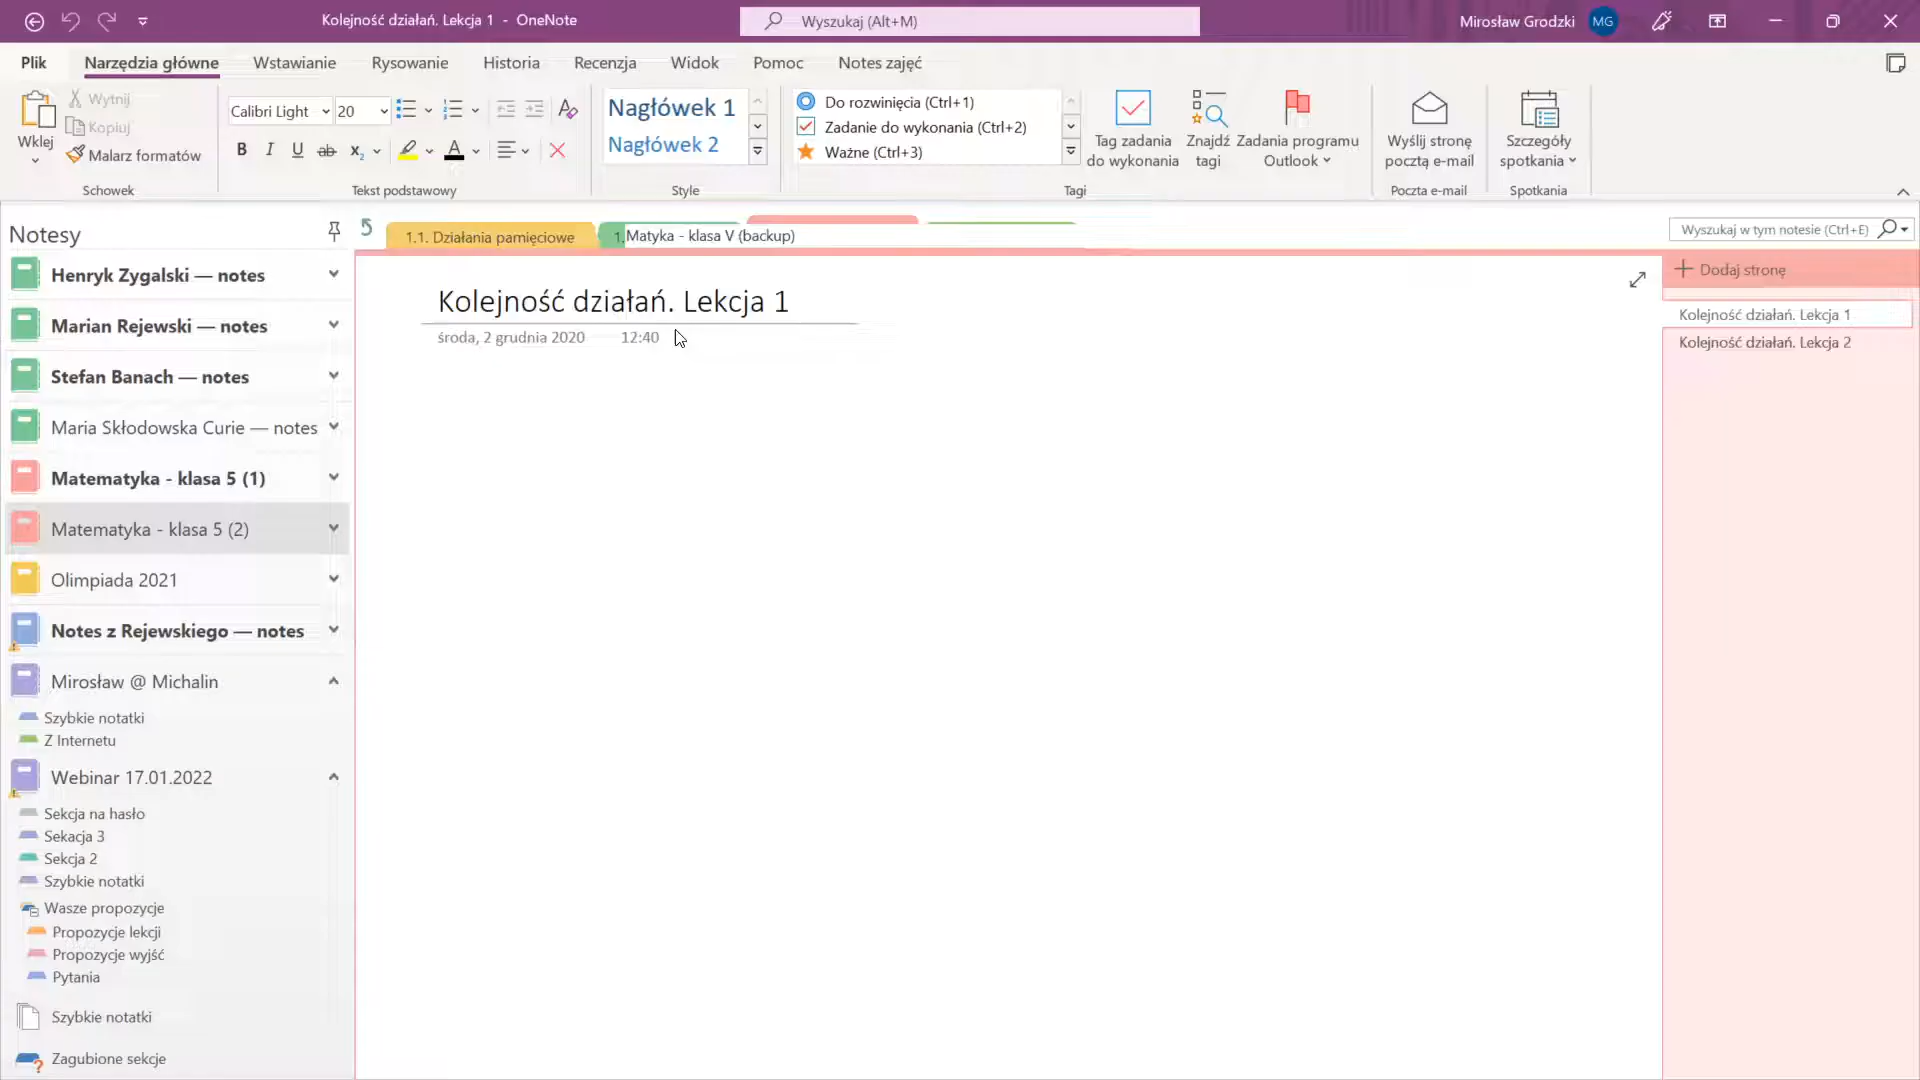 Kolejność działań. Lekcja 1 - OneNote
Wyszukaj (Alt+M)
Mirosław Grodzki MG
Plik Narzędzia główne Wstawianie Rysowanie Historia Recenzja Widok Pomoc Notes zajęć
Wklej
Wytnij
Kopiuj
Malarz formatów
Schowek
Calibri Light 20
B I U ab x₂ A
Tekst podstawowy
Nagłówek 1
Nagłówek 2
Style
Do rozwinięcia (Ctrl+1)
Zadanie do wykonania (Ctrl+2)
Ważne (Ctrl+3)
Tag zadania
do wykonania
Znajdź
tagi
Zadania programu
Outlook
Tagi
Wyślij stronę
pocztą e-mail
Poczta e-mail
Szczegóły
spotkania
Spotkania
Notesy
1.1. Działania pamięciowe
1. Matyka - klasa V (backup)
Wyszukaj w tym notesie (Ctrl+E)
Henryk Zygalski — notes
Marian Rejewski — notes
Stefan Banach — notes
Maria Skłodowska Curie — notes
Matematyka - klasa 5 (1)
Matematyka - klasa 5 (2)
Olimpiada 2021
Notes z Rejewskiego — notes
Mirosław @ Michalin
Szybkie notatki
Z Internetu
Webinar 17.01.2022
Sekcja na hasło
Sekacja 3
Sekcja 2
Szybkie notatki
Wasze propozycje
Propozycje lekcji
Propozycje wyjść
Pytania
Szybkie notatki
Zagubione sekcje
Kolejność działań. Lekcja 1
środa, 2 grudnia 2020 12:40
Dodaj stronę
Kolejność działań. Lekcja 1
Kolejność działań. Lekcja 2